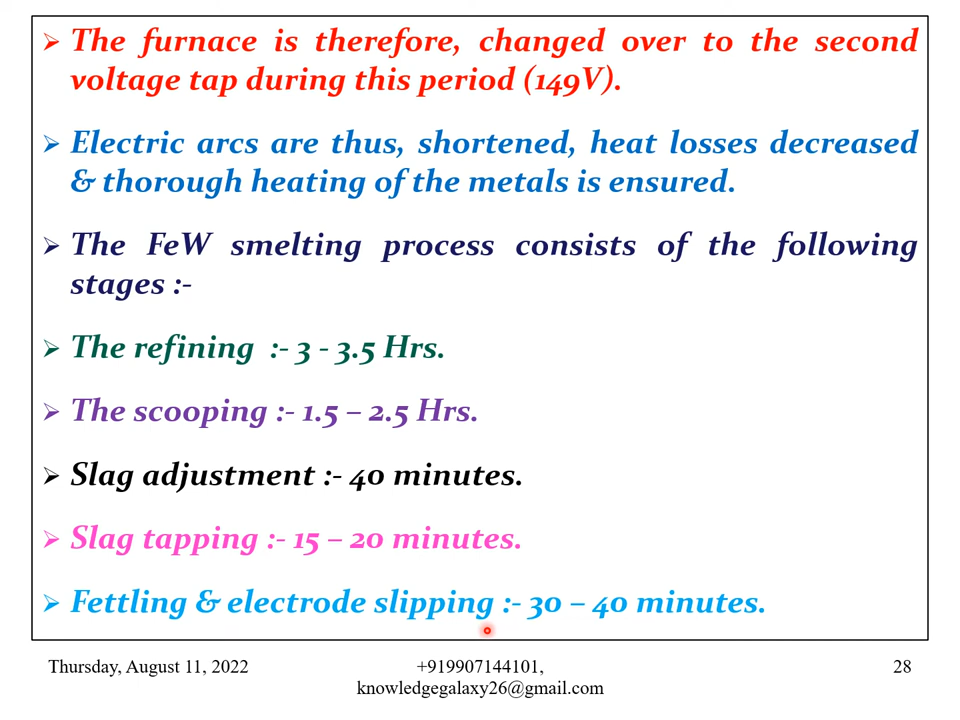 The furnace is therefore, changed over to the second
voltage tap during this period (149V).
Electric arcs are thus, shortened, heat losses decreased
& thorough heating of the metals is ensured.
The FeW smelting process consists of the following
stages :-
The refining :- 3 - 3.5 Hrs.
The scooping :- 1.5 – 2.5 Hrs.
Slag adjustment :- 40 minutes.
Slag tapping :- 15 – 20 minutes.
Fettling & electrode slipping :- 30 – 40 minutes.
Thursday, August 11, 2022
+919907144101,
knowledgegalaxy26@gmail.com
28